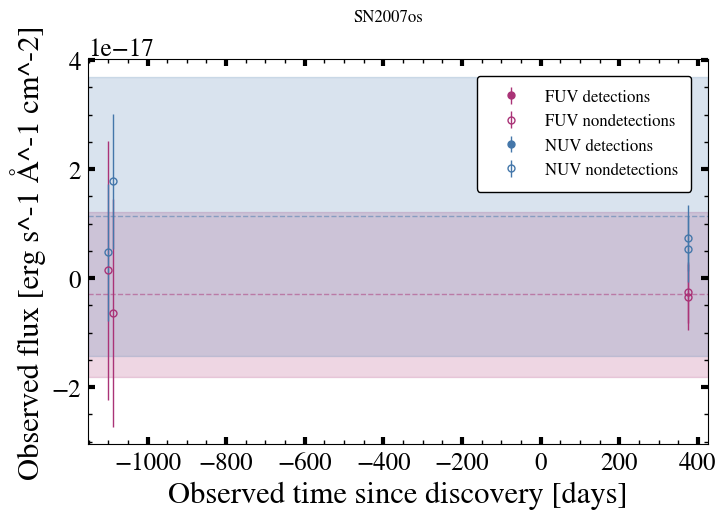 SN2007os
1e−17
4
2
0
−2
Observed flux [erg s^-1 Å^-1 cm^-2]
FUV detections
FUV nondetections
NUV detections
NUV nondetections
−1000 −800 −600 −400 −200 0 200 400
Observed time since discovery [days]